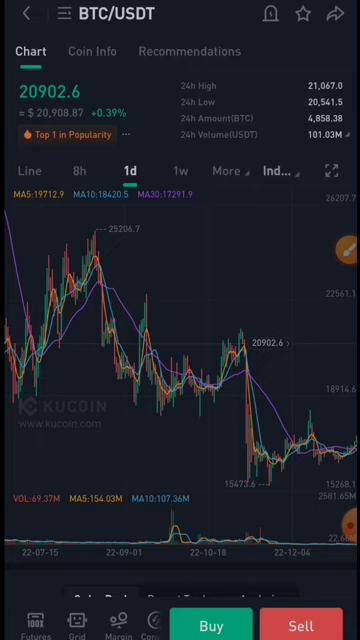 BTC/USDT
Chart Coin Info Recommendations
20902.6
≈ $ 20,908.87 +0.39%
Top 1 in Popularity ...
24h High 21,067.0
24h Low 20,541.5
24h Amount(BTC) 4,858.38
24h Volume(USDT) 101.03M
Line 8h 1d 1w More Ind...
MA5:19712.9 MA10:18420.5 MA30:17291.9
26207.7
25206.7
22561.1
20902.6
18914.6
KUCOIN
www.kucoin.com
15473.6
15268.1
VOL:69.37M MA5:154.03M MA10:107.36M
2581.65M
22.66M
22-07-15 22-09-01 22-10-18 22-12-04
100X
Futures Grid Margin Con
Buy
Sell